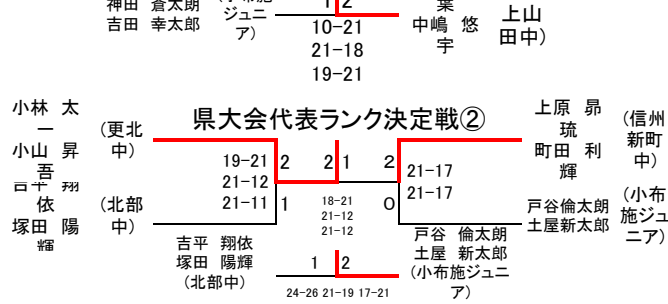 神田 蒼太朗
吉田 幸太郎
ジュニ
ア)
1 2
10-21
21-18
19-21
葉
中嶋 悠
宇
上山
田中)
県大会代表ランク決定戦②
小林 太
一
小山 昇
吾
(更北
中)
吉平 翔
依
塚田 陽
輝
(北部
中)
19-21
21-12
21-11
2
1
2 1
18-21
21-12
21-12
2
0
21-17
21-17
上原 昴
琉
町田 利
輝
(信州
新町
中)
戸谷倫太朗
土屋新太郎
(小布
施ジュ
ニア)
吉平 翔依
塚田 陽輝
(北部中)
1 2
24-26 21-19 17-21
戸谷 倫太朗
土屋 新太郎
(小布施ジュニ
ア)